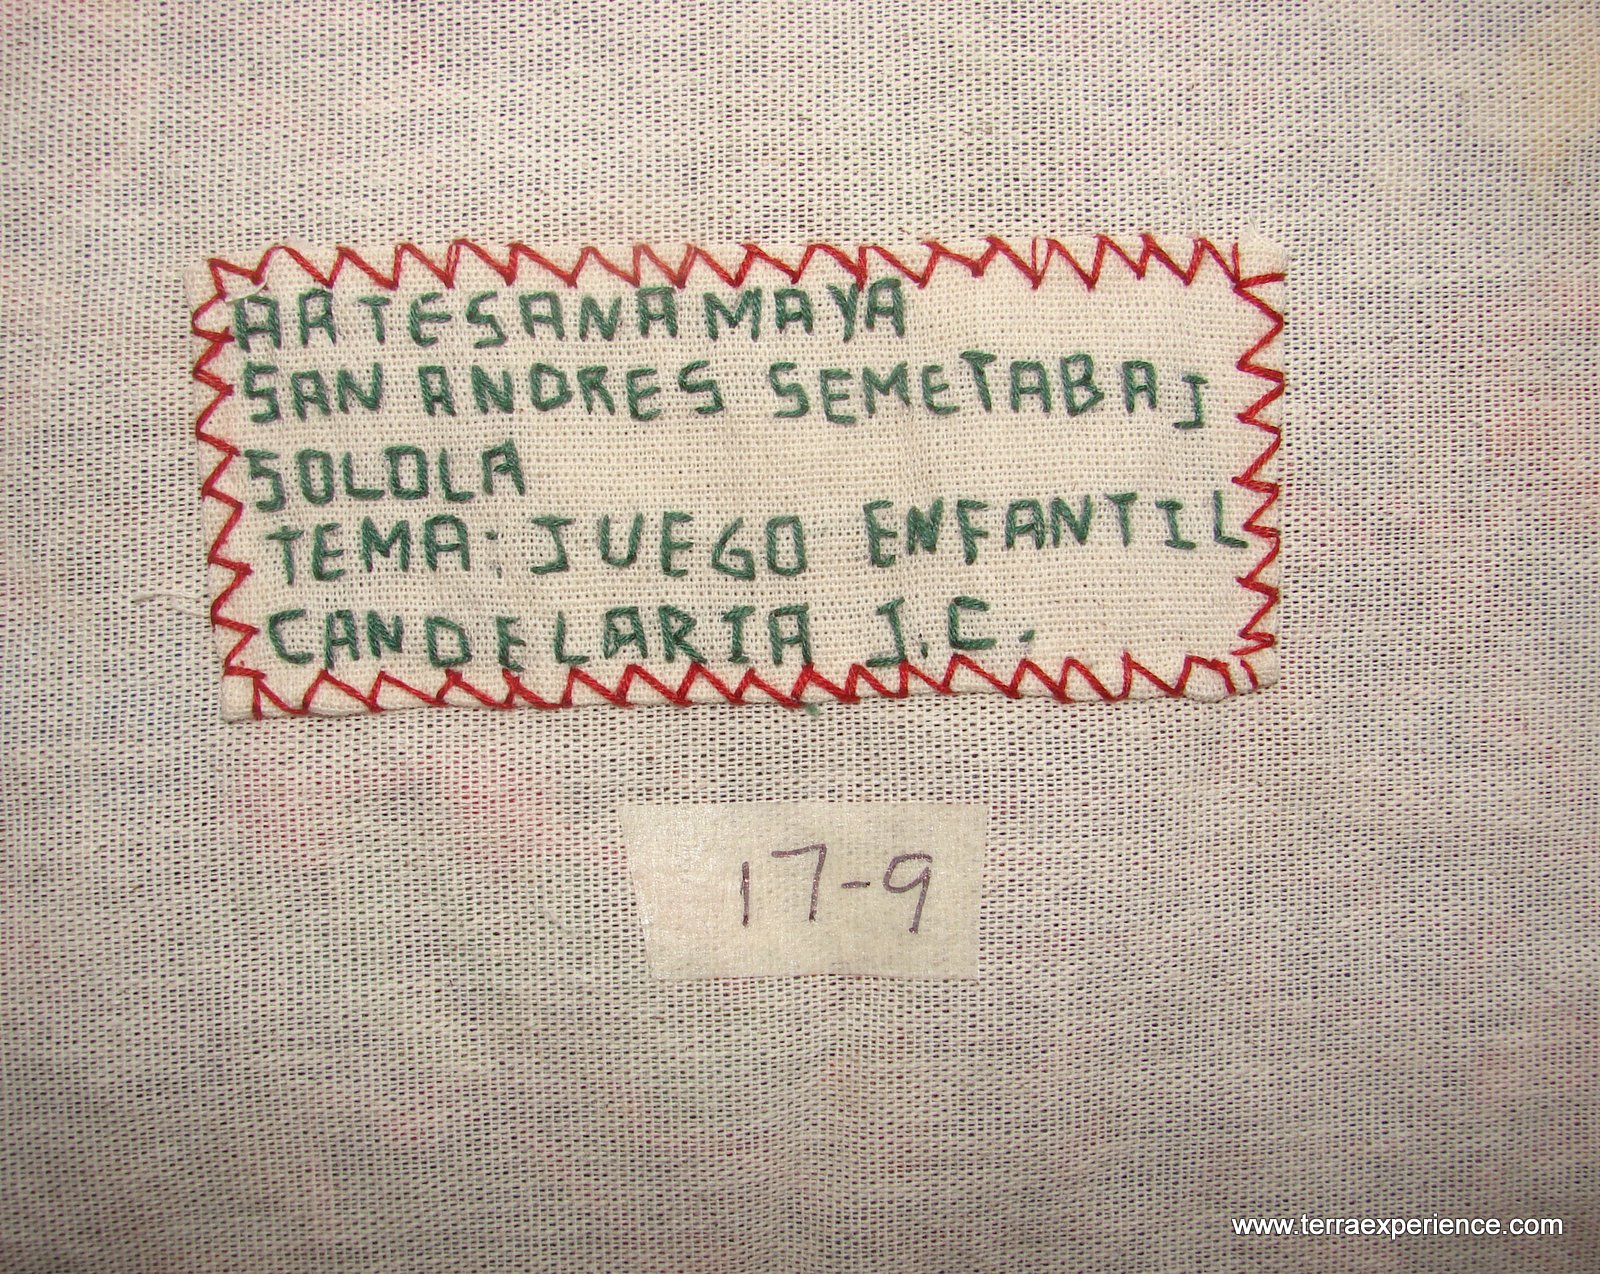 ARTESANA MAYA
SAN ANDRES SEMETABAJ
SOLOLA
TEMA: JUEGO ENFANTIL
CANDELARIA J.C.
17-9
www.terraexperience.com